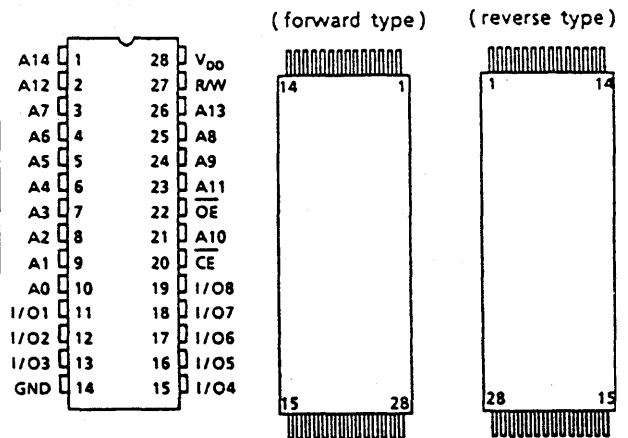 ( forward type )
( reverse type )
A14 1 28 VDD
A12 2 27 R/W
A7 3 26 A13
A6 4 25 A8
A5 5 24 A9
A4 6 23 A11
A3 7 22 OE
A2 8 21 A10
A1 9 20 CE
A0 10 19 I/O8
I/O1 11 18 I/O7
I/O2 12 17 I/O6
I/O3 13 16 I/O5
GND 14 15 I/O4
14 1
15 28
1 14
28 15